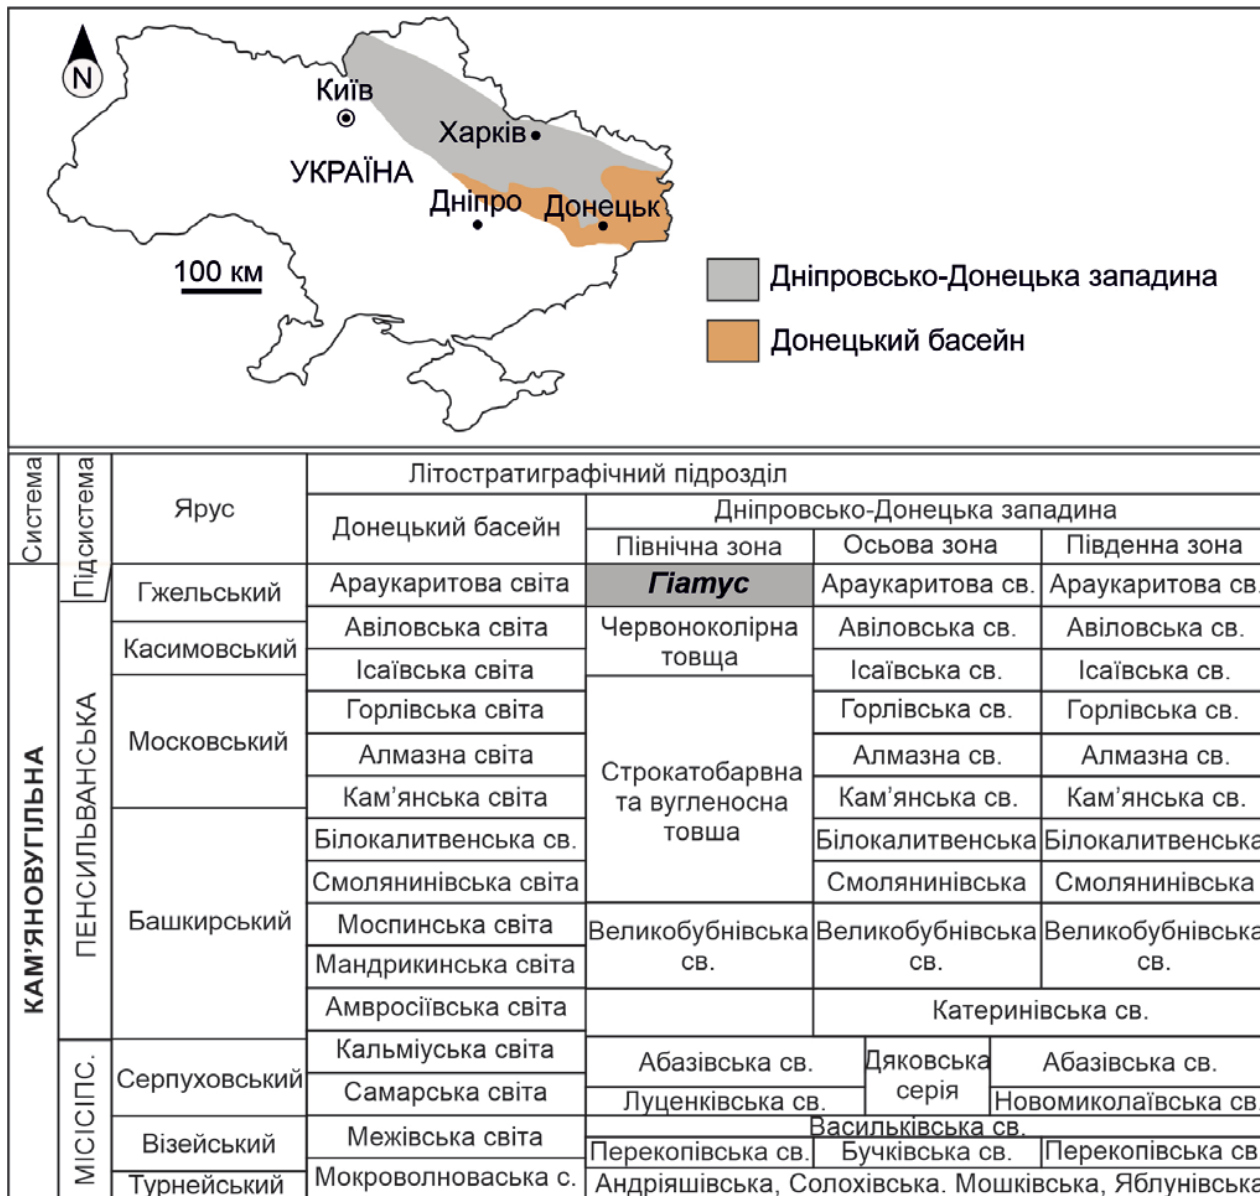 N
Київ
Харків
УКРАЇНА
Дніпро
Донецьк
100 км
Дніпровсько-Донецька западина
Донецький басейн
Система
Підсистема
Ярус
Літостратиграфічний підрозділ
Донецький басейн
Дніпровсько-Донецька западина
Північна зона
Осьова зона
Південна зона
КАМ’ЯНОВУГІЛЬНА
ПЕНСИЛЬВАНСЬКА
МІСІСІПС.
Гжельський
Араукаритова світа
Гіатус
Араукаритова св.
Араукаритова св.
Касимовський
Авіловська світа
Червоноколірна
товща
Авіловська св.
Авіловська св.
Ісаївська світа
Ісаївська св.
Ісаївська св.
Московський
Горлівська світа
Горлівська св.
Горлівська св.
Алмазна світа
Строкатобарвна
та вугленосна
товша
Алмазна св.
Алмазна св.
Кам’янська світа
Кам’янська св.
Кам’янська св.
Башкирський
Білокалитвенська св.
Білокалитвенська
Білокалитвенська
Смолянинівська світа
Смолянинівська
Смолянинівська
Моспинська світа
Великобубнівська
св.
Великобубнівська
св.
Великобубнівська
св.
Мандрикинська світа
Амвросіївська світа
Катеринівська св.
Серпуховський
Кальміуська світа
Абазівська св.
Дяковська
серія
Абазівська св.
Самарська світа
Луценківська св.
Новомиколаївська св.
Візейський
Межівська світа
Васильківська св.
Перекопівська св.
Бучківська св.
Перекопівська св
Турнейський
Мокроволноваська с.
Андріяшівська, Солохівська. Мошківська, Яблунівська